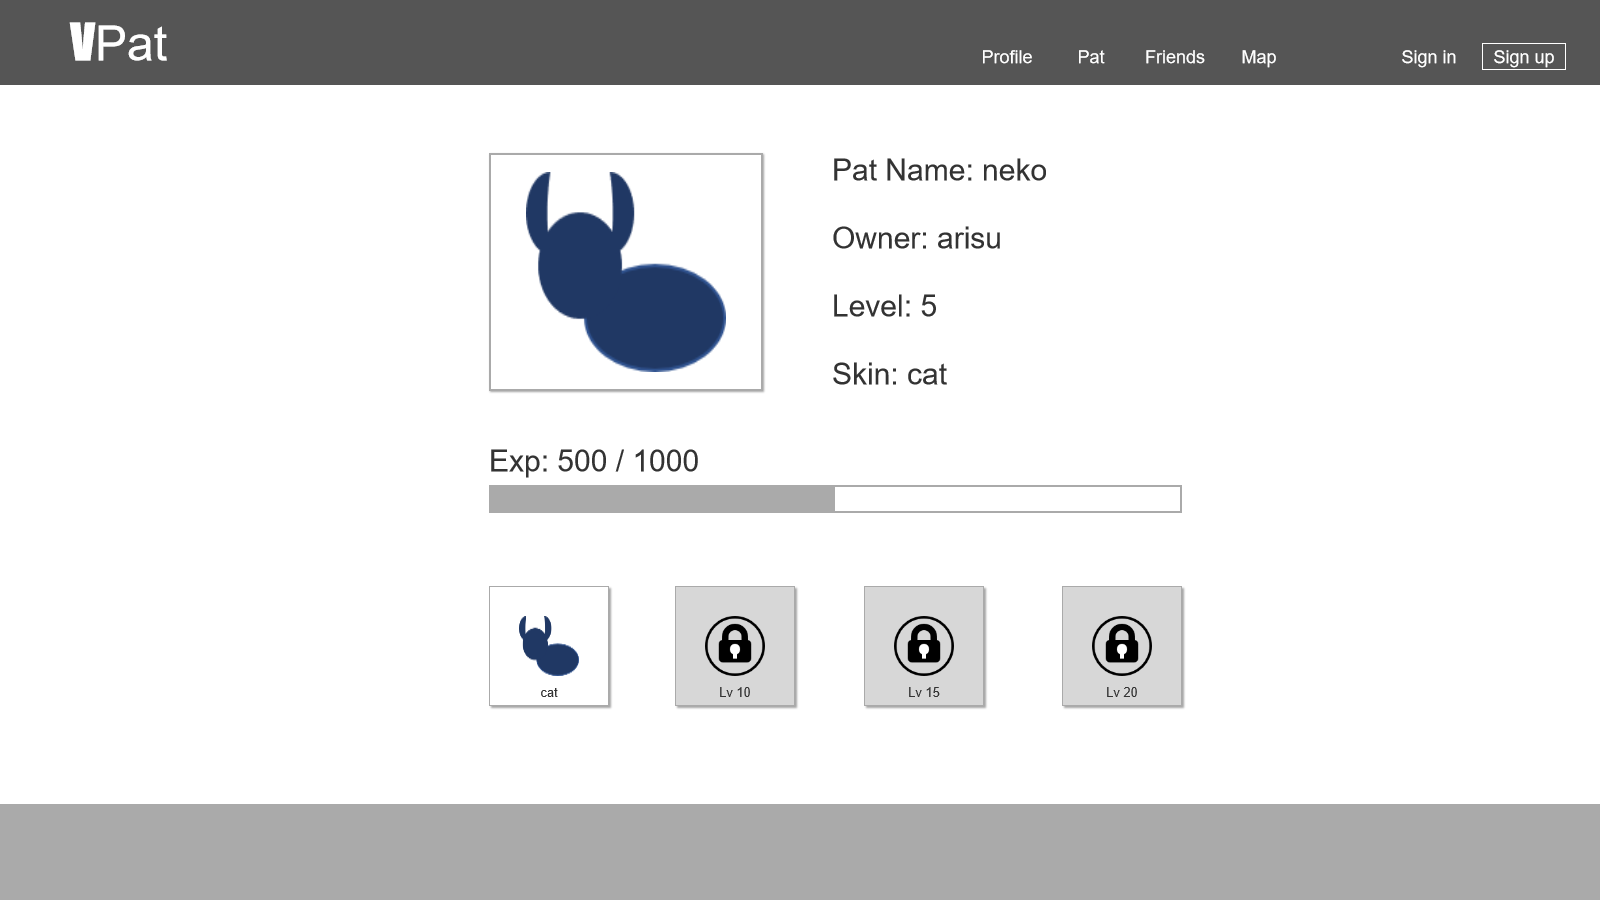 VPat
Profile Pat Friends Map Sign in Sign up
Pat Name: neko
Owner: arisu
Level: 5
Skin: cat
Exp: 500 / 1000
cat
Lv 10
Lv 15
Lv 20